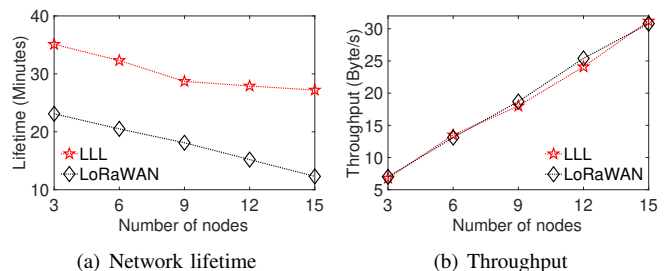 40
30
20
10
Lifetime (Minutes)
LLL
LoRaWAN
3 6 9 12 15
Number of nodes
(a) Network lifetime
30
25
20
15
10
5
Throughput (Byte/s)
LLL
LoRaWAN
3 6 9 12 15
Number of nodes
(b) Throughput